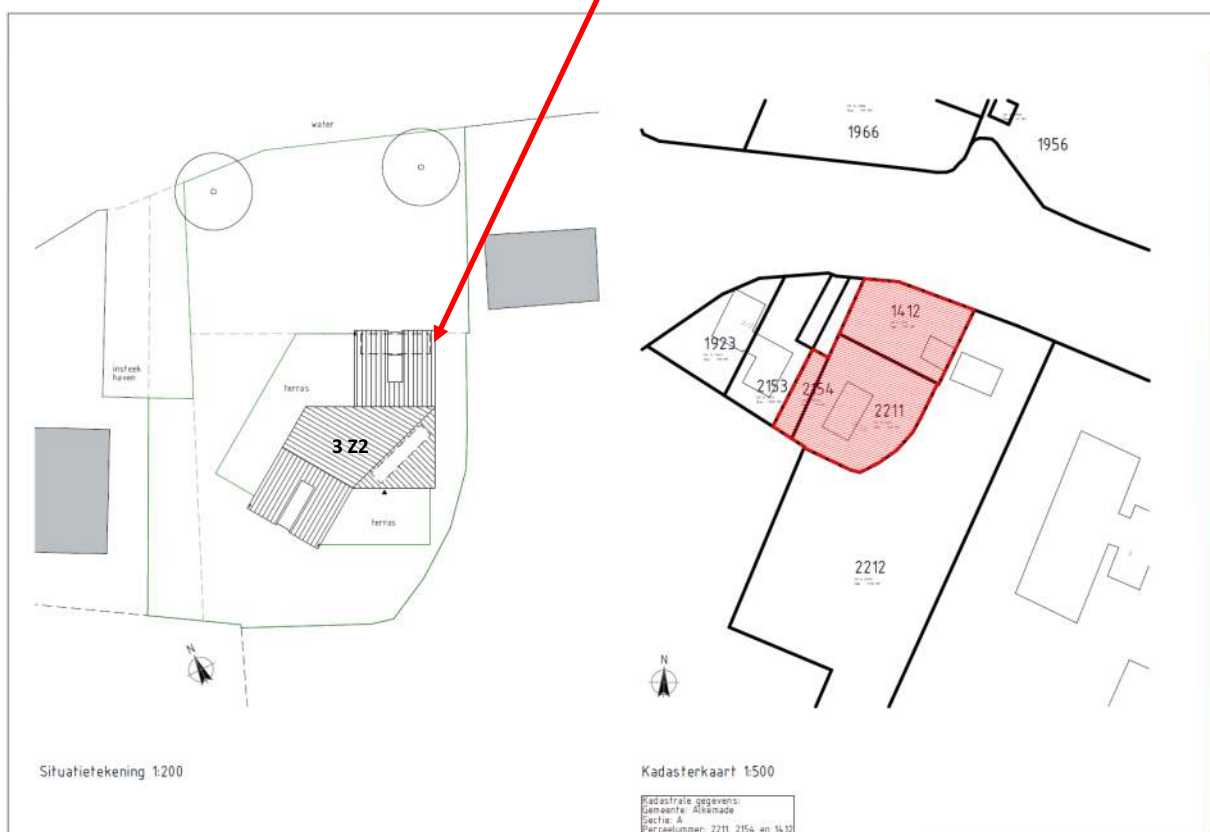 water
insteek
haven
terras
3 Z2
terras
N
Situatietekening 1:200
1966
1956
1412
1923
2153
2154
2211
2212
N
Kadasterkaart 1:500
Kadastrale gegevens:
Gemeente: Alkemade
Sectie: A
Perceelummer: 2211, 2154 en 1412